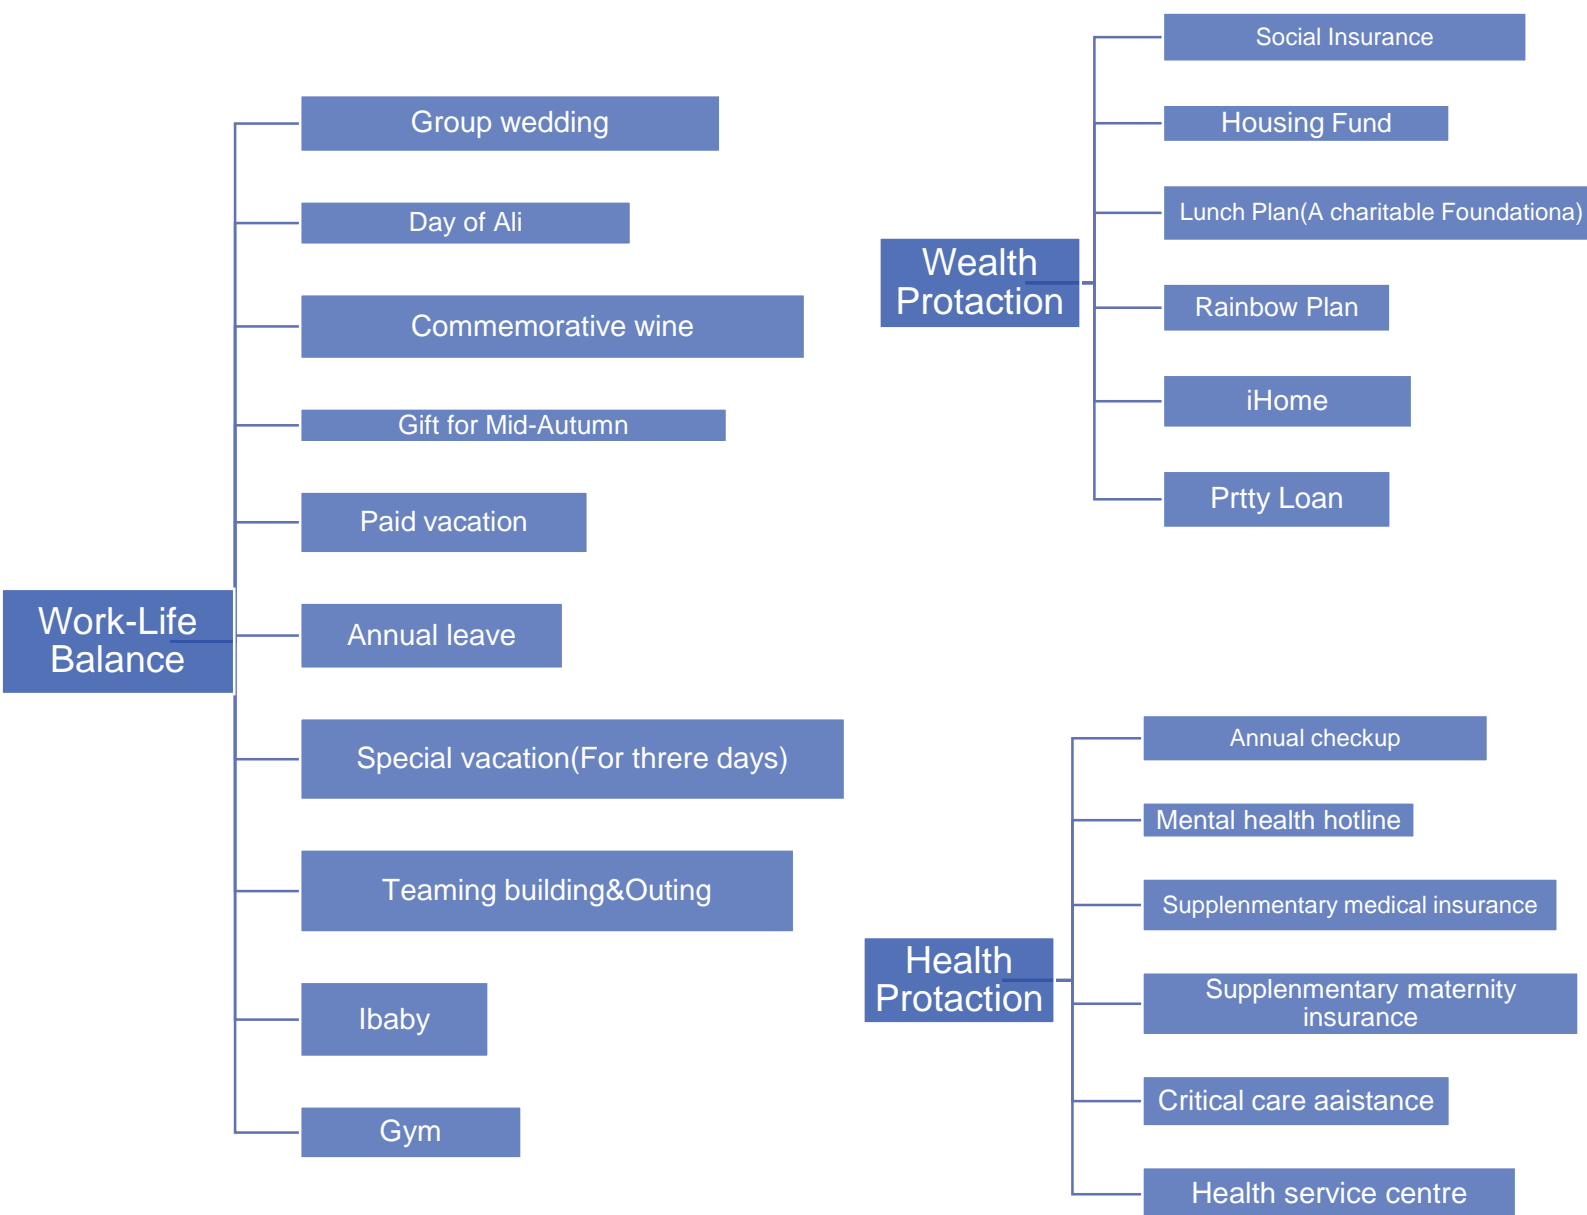 Work-Life
Balance
Group wedding
Day of Ali
Commemorative wine
Gift for Mid-Autumn
Paid vacation
Annual leave
Special vacation(For threre days)
Teaming building&Outing
Ibaby
Gym
Wealth
Protaction
Social Insurance
Housing Fund
Lunch Plan(A charitable Foundationa)
Rainbow Plan
iHome
Prtty Loan
Health
Protaction
Annual checkup
Mental health hotline
Supplenmentary medical insurance
Supplenmentary maternity
insurance
Critical care aaistance
Health service centre